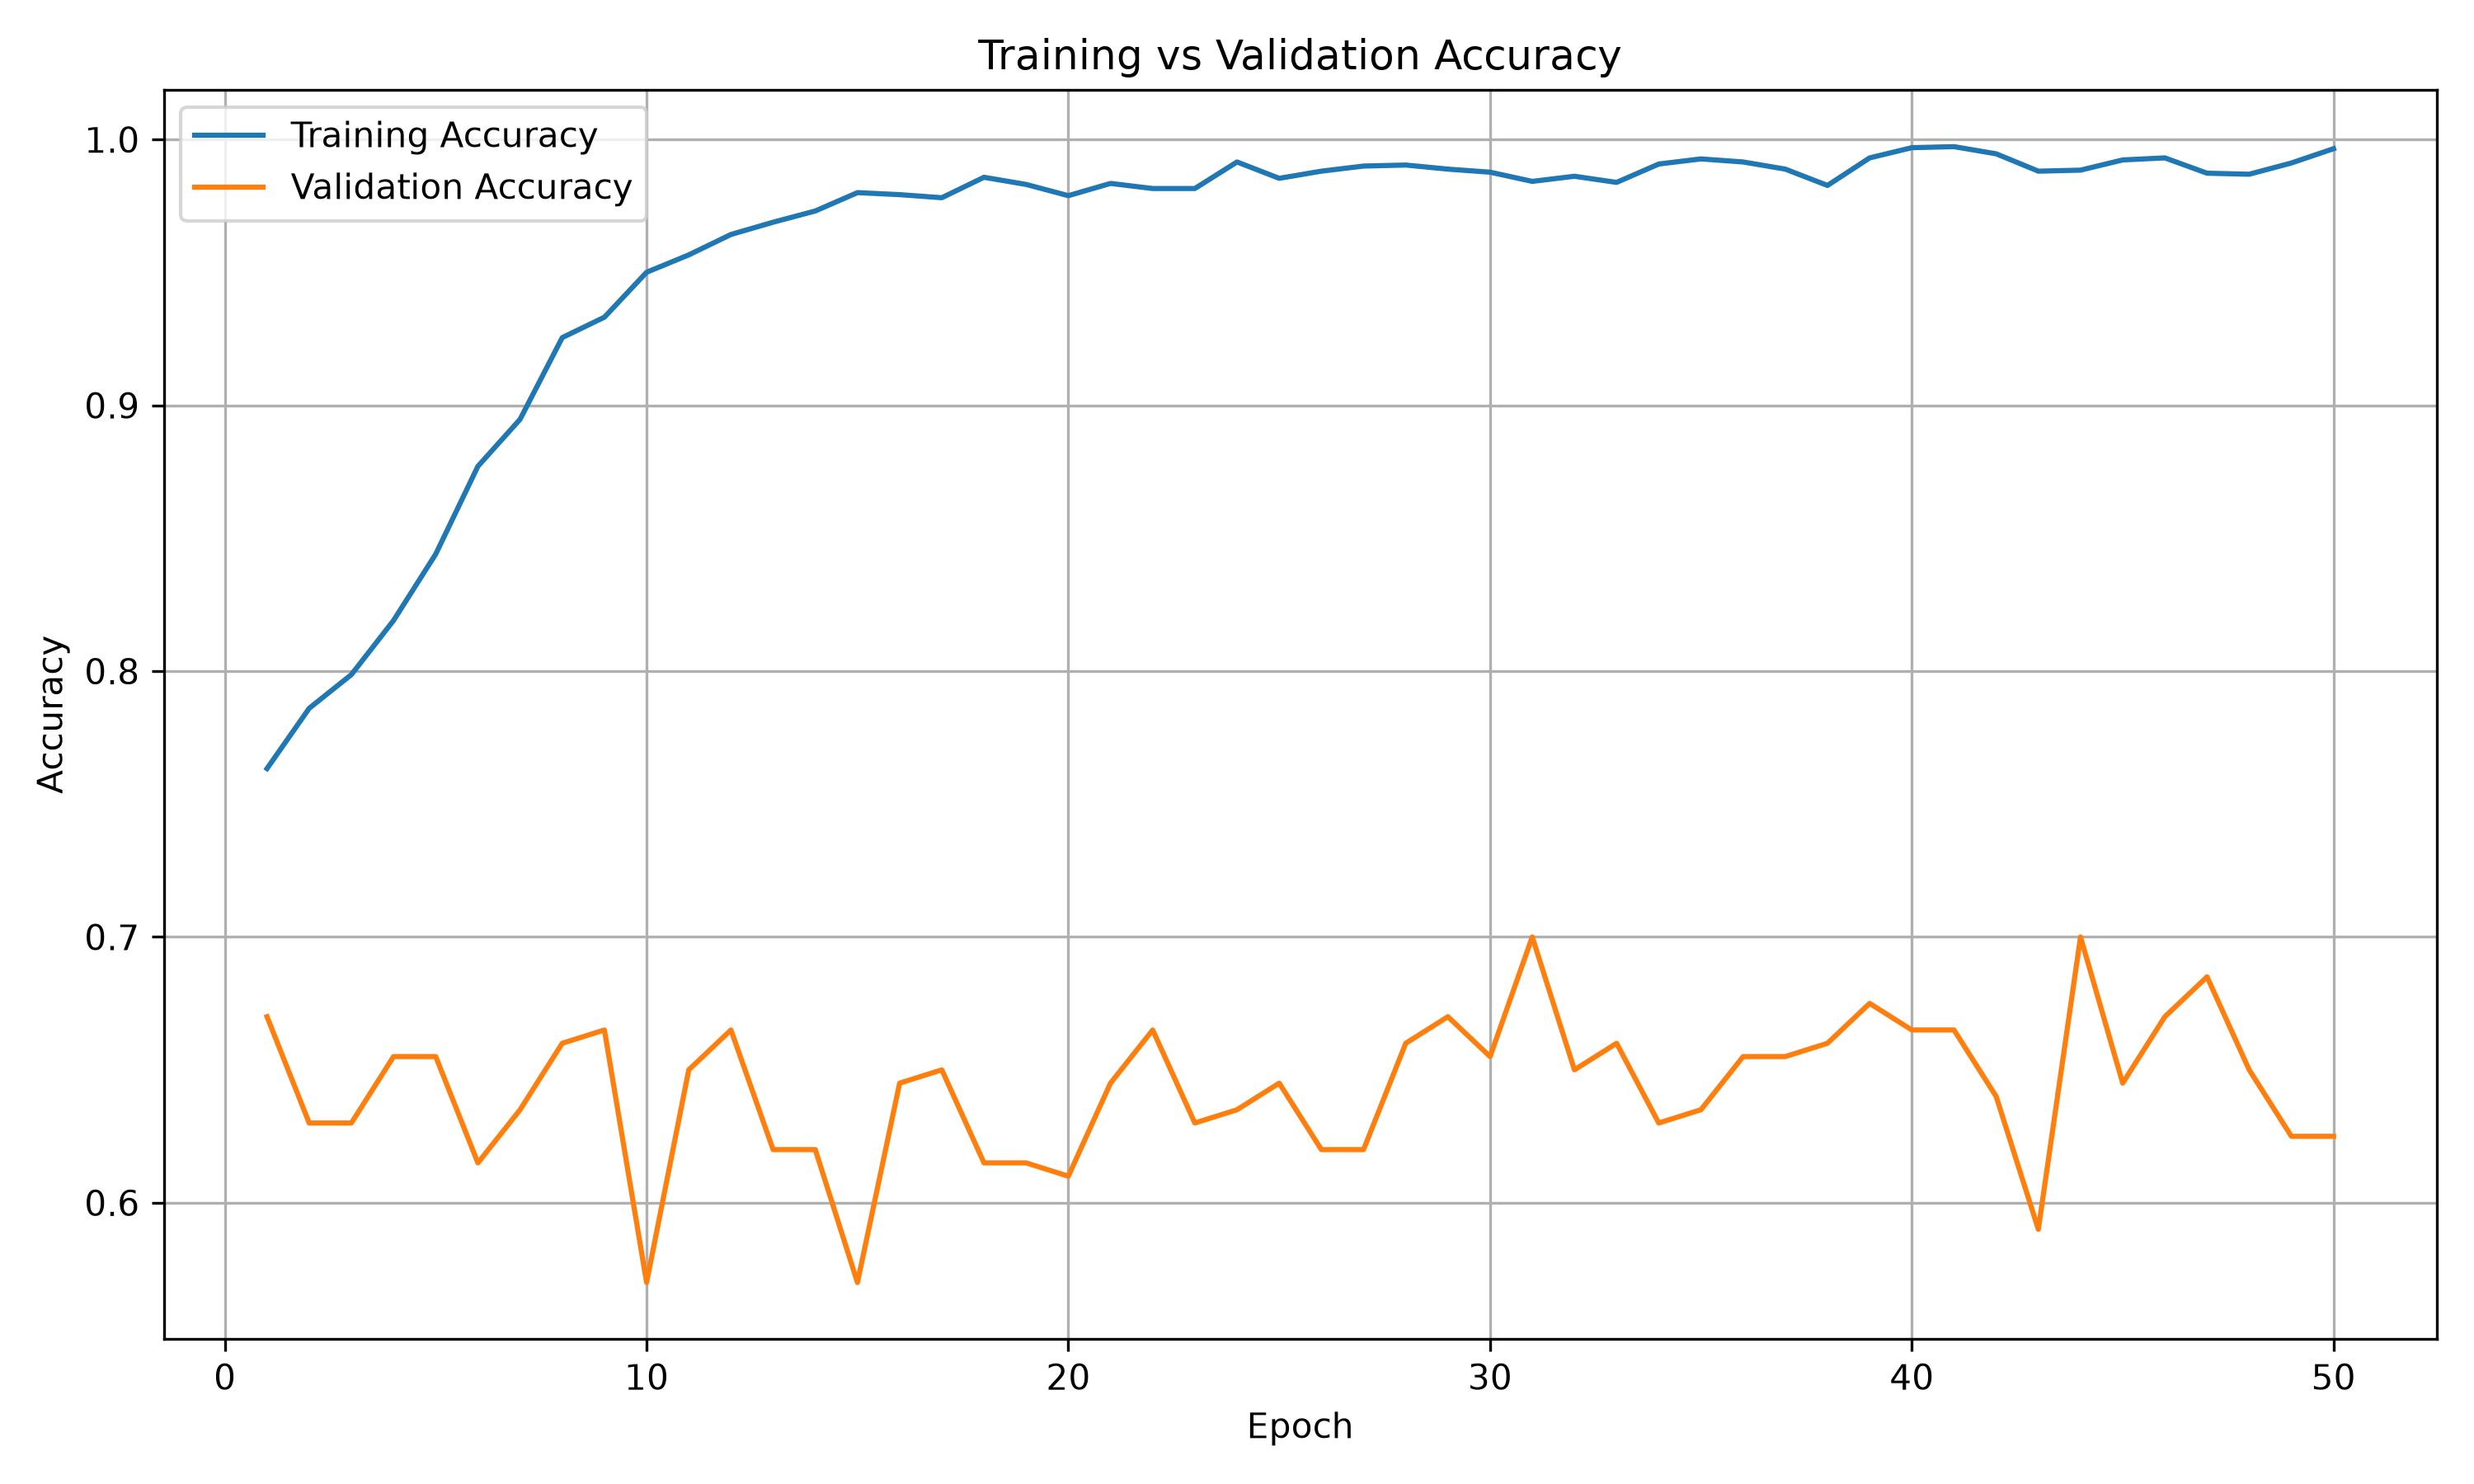 Training vs Validation Accuracy
Training Accuracy
Validation Accuracy
1.0
0.9
0.8
0.7
0.6
Accuracy
0 10 20 30 40 50
Epoch